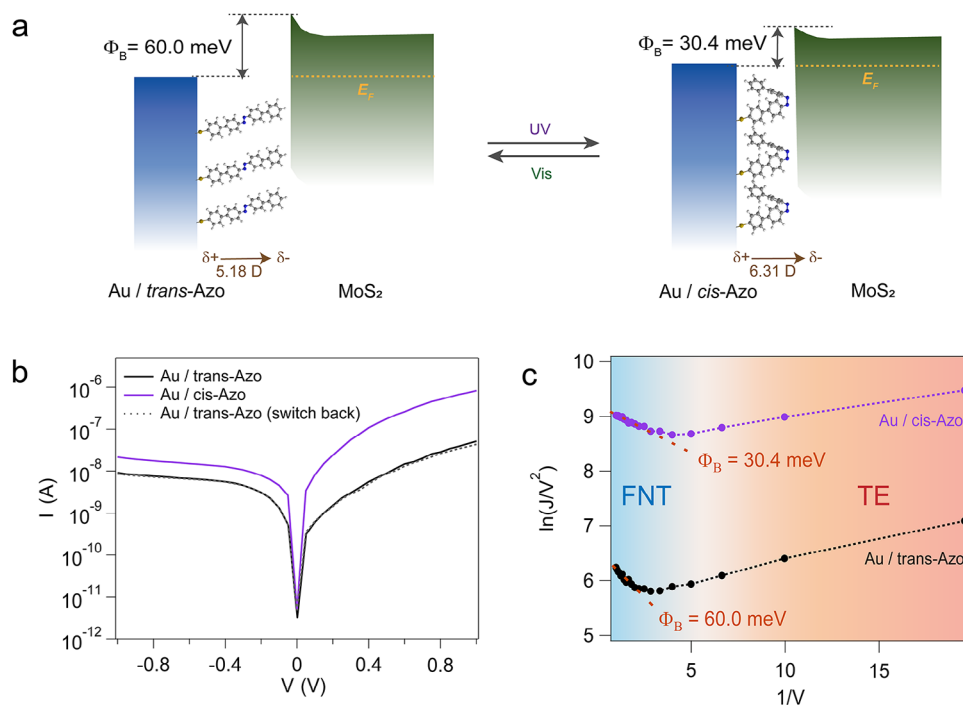 a
Φ_B = 60.0 meV
E_F
δ+ δ-
5.18 D
Au / trans-Azo
MoS₂
UV
Vis
Φ_B = 30.4 meV
E_F
δ+ δ-
6.31 D
Au / cis-Azo
MoS₂
b
Au / trans-Azo
Au / cis-Azo
Au / trans-Azo (switch back)
I (A)
10⁻⁶
10⁻⁷
10⁻⁸
10⁻⁹
10⁻¹⁰
10⁻¹¹
10⁻¹²
-0.8 -0.4 0 0.4 0.8
V (V)
c
ln(J/V²)
10
9
8
7
6
5
Au / cis-Azo
Φ_B = 30.4 meV
FNT
TE
Au / trans-Azo
Φ_B = 60.0 meV
5 10 15
1/V